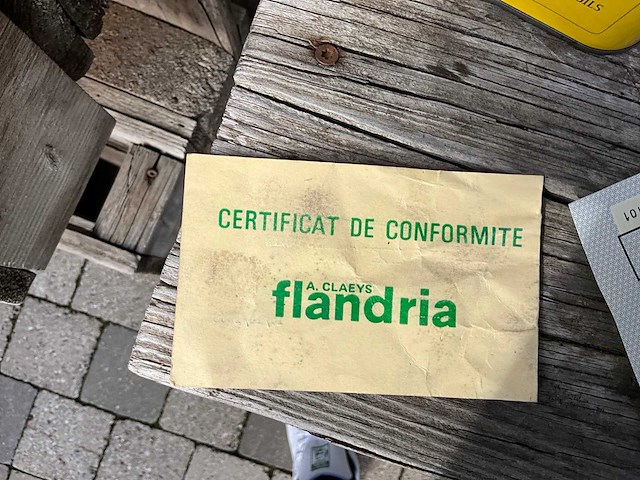 CERTIFICAT DE CONFORMITE
A. CLAEYS
flandria